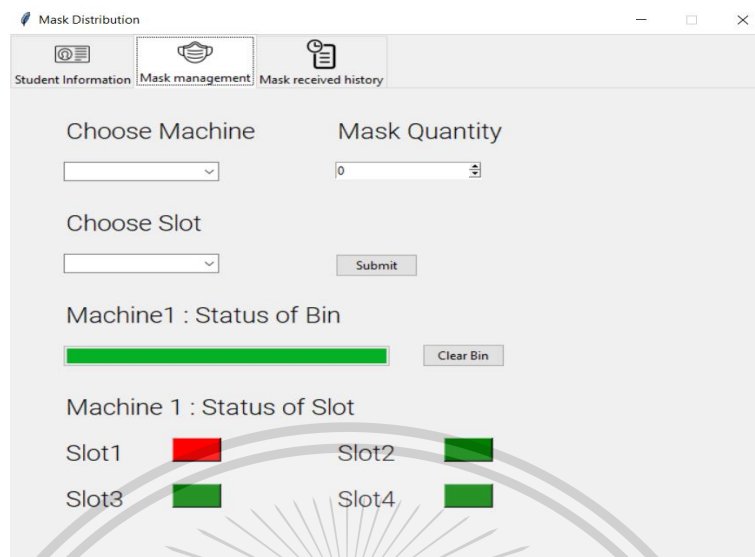 Mask Distribution
Student Information Mask management Mask received history
Choose Machine Mask Quantity
0
Choose Slot
Submit
Machine1 : Status of Bin
Clear Bin
Machine 1 : Status of Slot
Slot1 Slot2
Slot3 Slot4